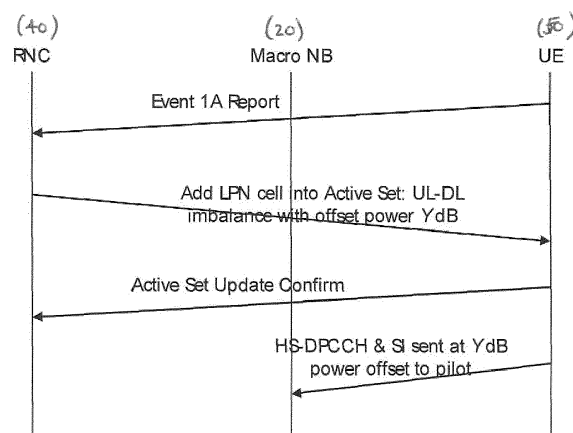 (40) (20)
RNC Macro NB UE
Event 1A Report
Add LPN cell into Active Set: UL-DL
imbalance with offset power YdB
Active Set Update Confirm
HS-DPCCH & SI sent at YdB
power offset to pilot